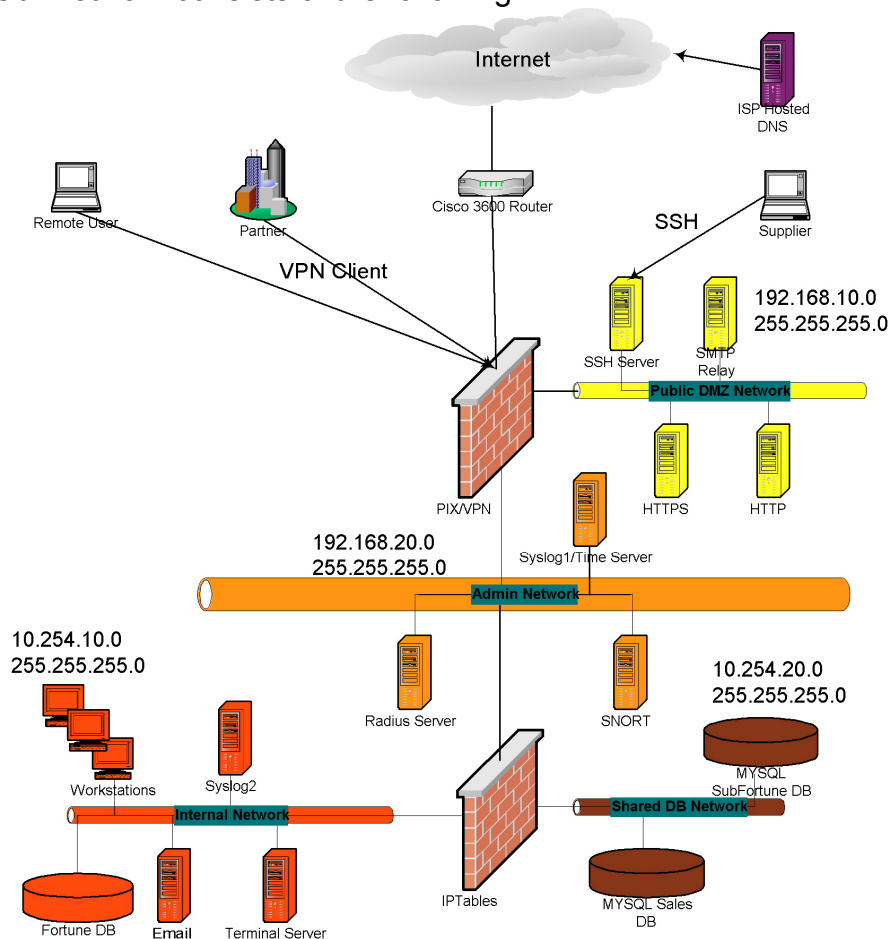 Internet
ISP Hosted
DNS
Remote User
Partner
Cisco 3600 Router
SSH
Supplier
VPN Client
192.168.10.0
255.255.255.0
SSH Server
SMTP
Relay
Public DMZ Network
PIX/VPN
HTTPS
HTTP
192.168.20.0
255.255.255.0
Syslog1/Time Server
Admin Network
10.254.10.0
255.255.255.0
10.254.20.0
255.255.255.0
Radius Server
SNORT
Workstations
Syslog2
MYSQL
SubFortune DB
Internal Network
Shared DB Network
Fortune DB
Email
Terminal Server
IPTables
MYSQL Sales
DB